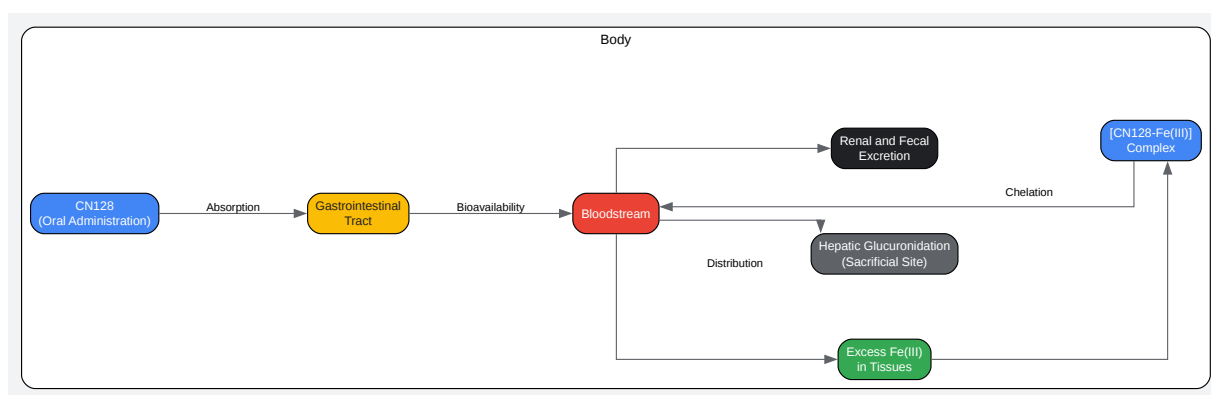 Body
CN128
(Oral Administration)
Absorption
Gastrointestinal
Tract
Bioavailability
Bloodstream
Renal and Fecal
Excretion
Hepatic Glucuronidation
(Sacrificial Site)
Distribution
Excess Fe(III)
in Tissues
Chelation
[CN128-Fe(III)]
Complex